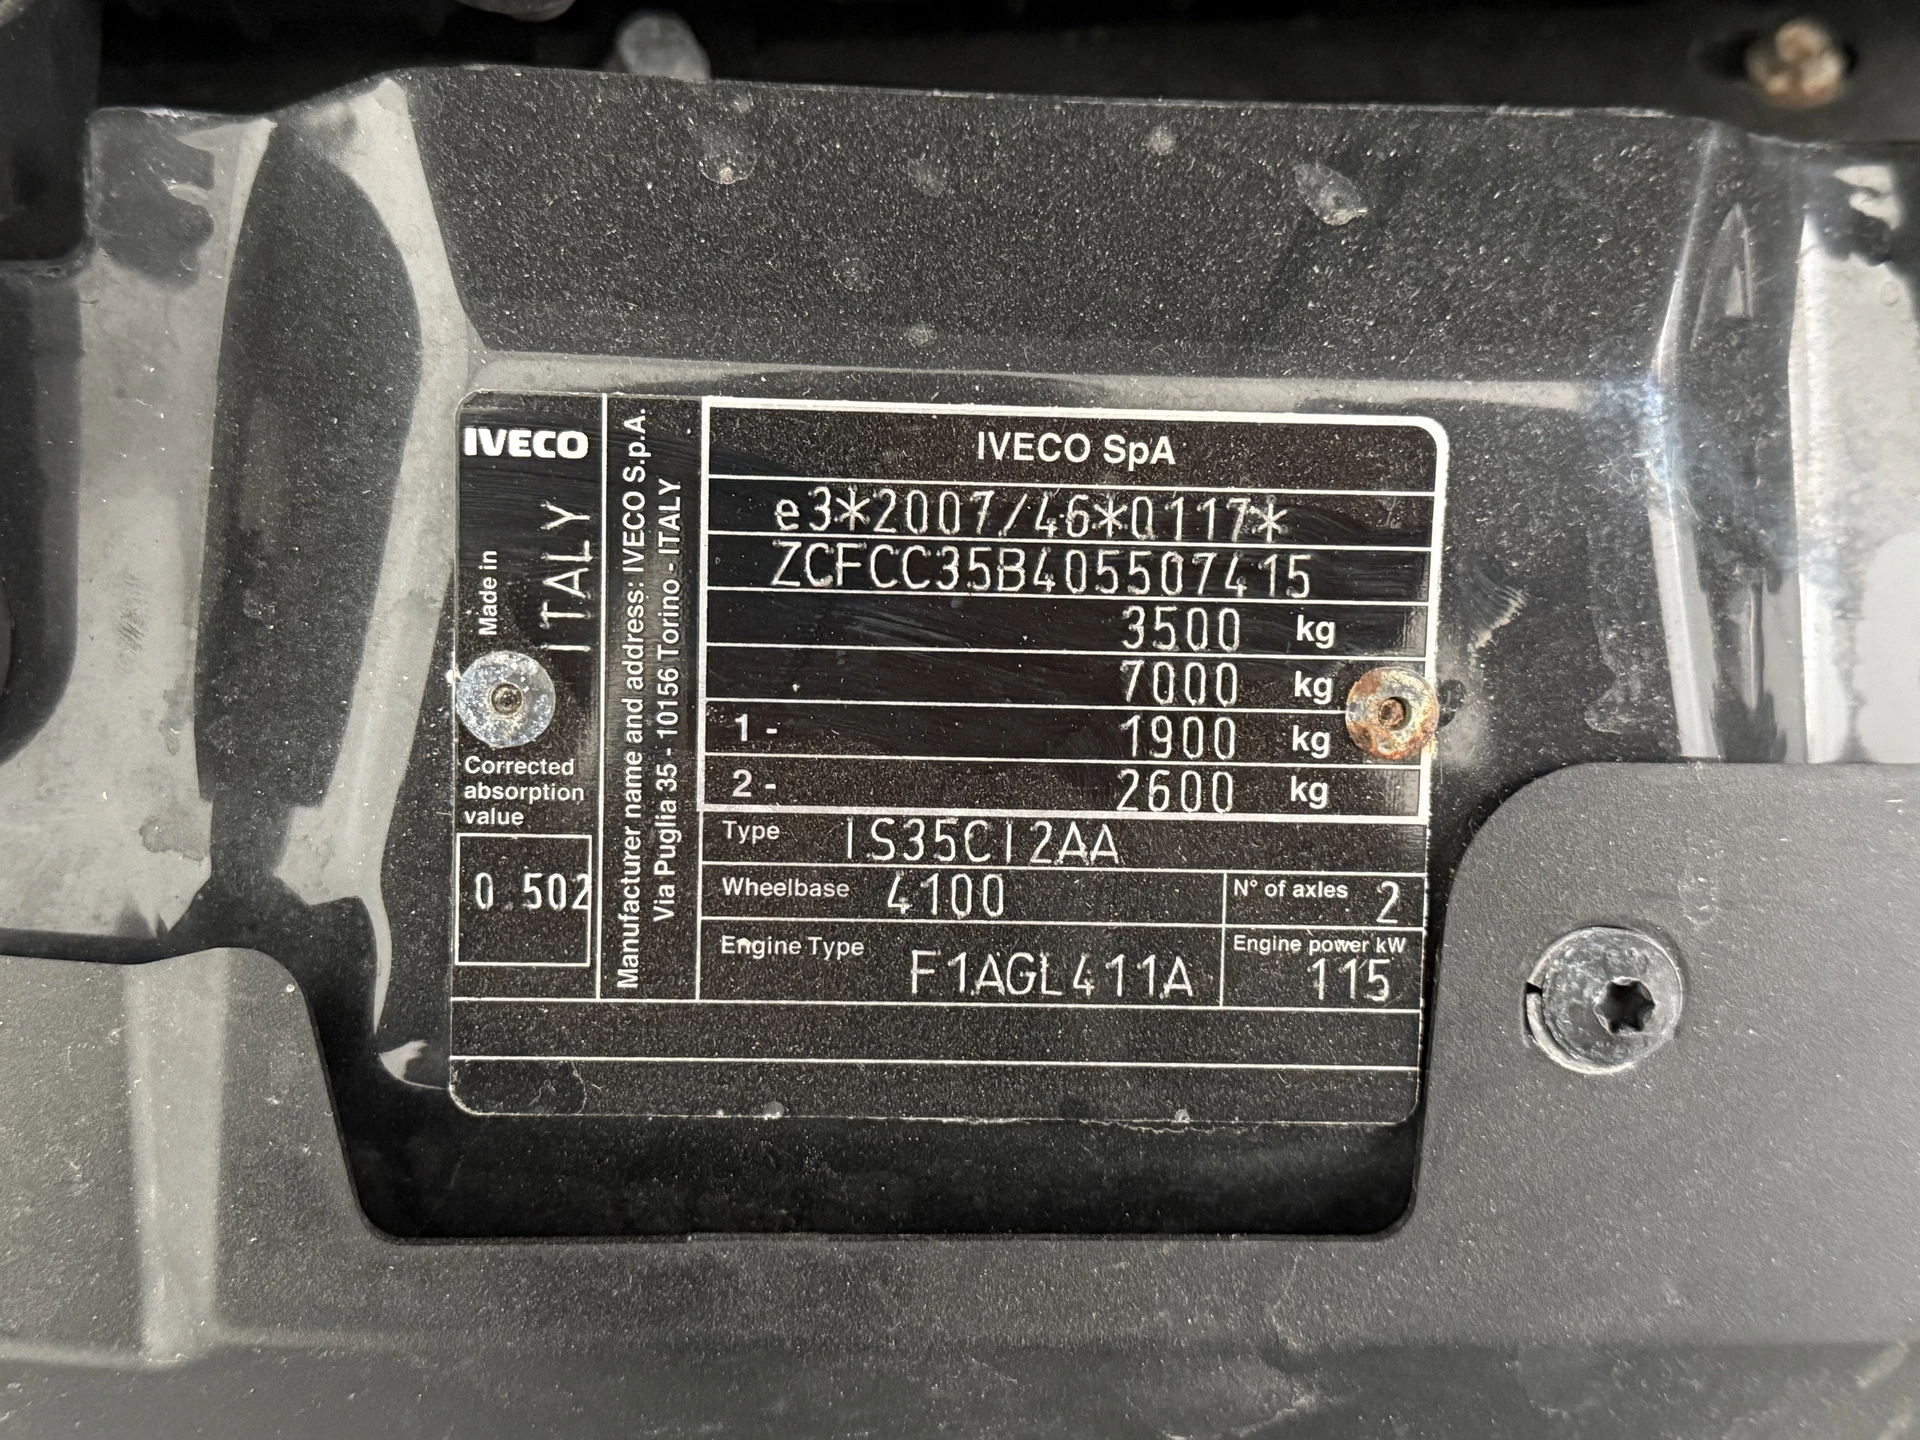 IVECO
Made in
ITALY
Corrected
absorption
value
0.502
Manufacturer name and address: IVECO S.p.A.
Via Puglia 35 - 10156 Torino - ITALY
IVECO SpA
e3*2007/46*0117*
ZCFCC35B405507415
3500 kg
7000 kg
1 - 1900 kg
2 - 2600 kg
Type IS35CI2AA
Wheelbase 4100
N° of axles 2
Engine Type F1AGL411A
Engine power kW
115